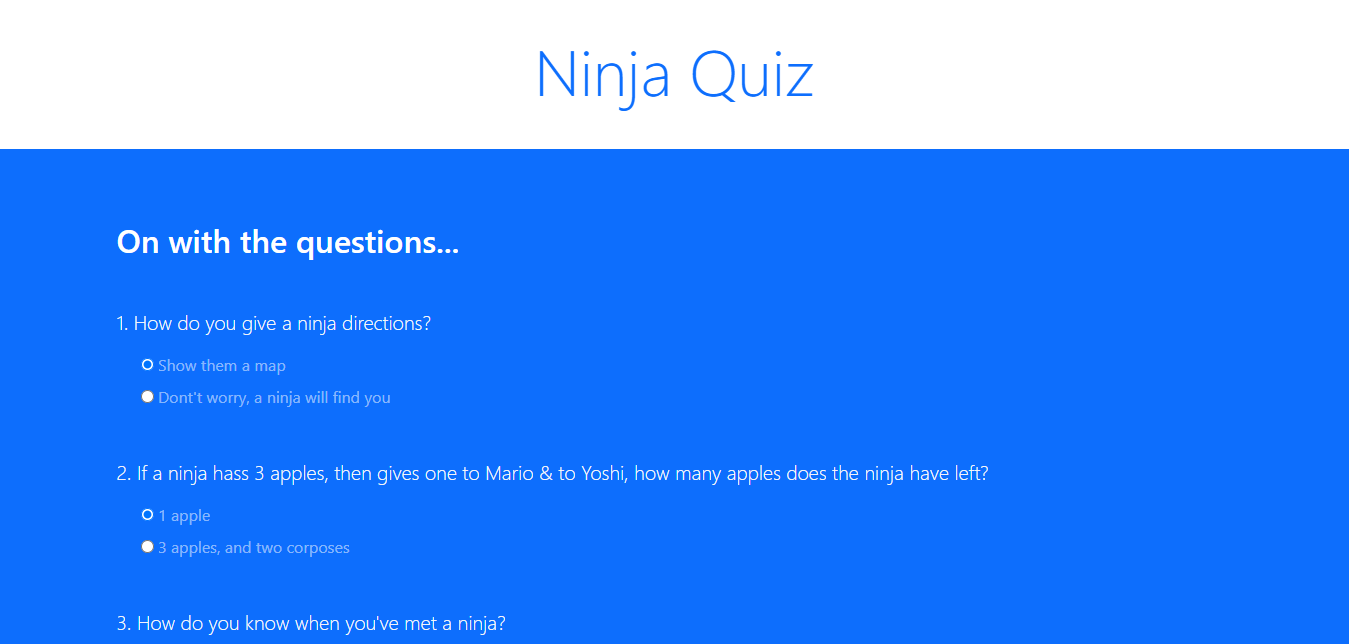 Ninja Quiz
On with the questions...
1. How do you give a ninja directions?
Show them a map
Dont't worry, a ninja will find you
2. If a ninja hass 3 apples, then gives one to Mario & to Yoshi, how many apples does the ninja have left?
1 apple
3 apples, and two corposes
3. How do you know when you've met a ninja?